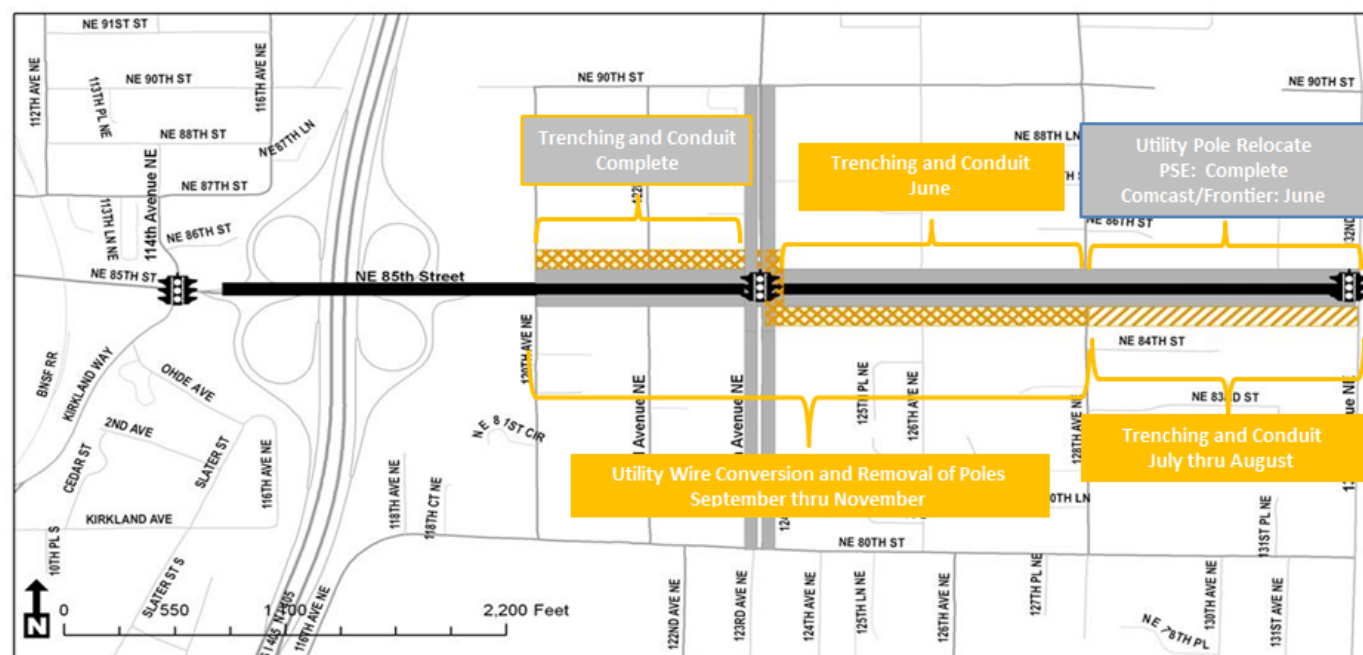 NE 91ST ST
NE 90TH ST
NE 90TH ST
NE 90TH ST
112TH AVE NE
113TH PL NE
116TH AVE NE
NE 88TH ST
NE 87TH LN
114th Avenue NE
NE 87TH ST
113TH LN NE
NE 86TH ST
NE 85TH ST
NE 85th Street
Trenching and Conduit
Complete
Trenching and Conduit
June
NE 88TH LN
Utility Pole Relocate
PSE: Complete
Comcast/Frontier: June
NE 86TH ST
32ND
BNSF RR
KIRKLAND WAY
OHDE AVE
2ND AVE
CEDAR ST
SLATER ST
116TH AVE NE
KIRKLAND AVE
10TH PL S
SLATER ST S
116TH AVE NE
118TH AVE NE
118TH CT NE
NE 81ST CIR
120TH AVE NE
Avenue NE
Avenue NE
125TH PL NE
126TH AVE NE
128TH AVE NE
NE 84TH ST
NE 83RD ST
Trenching and Conduit
July thru August
Utility Wire Conversion and Removal of Poles
September thru November
NE 80TH ST
131ST PL NE
122ND AVE NE
123RD AVE NE
124TH AVE NE
125TH LN NE
126TH AVE NE
127TH PL NE
NE 78TH PL
130TH AVE NE
131ST AVE NE
N
0 550 1,100 2,200 Feet